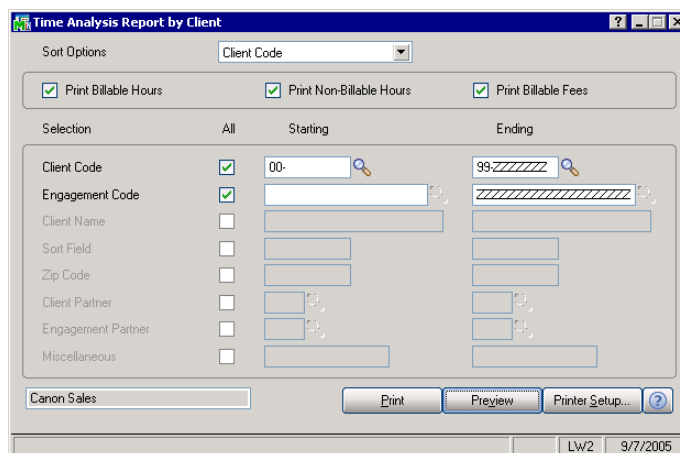 Time Analysis Report by Client
Sort Options Client Code
Print Billable Hours Print Non-Billable Hours Print Billable Fees
Selection All Starting Ending
Client Code 00- 99-ZZZZZZZ
Engagement Code ZZZZZZZZZZZZZZZZZZZZ
Client Name
Sort Field
Zip Code
Client Partner
Engagement Partner
Miscellaneous
Canon Sales Print Preview Printer Setup... ?
LW2 9/7/2005